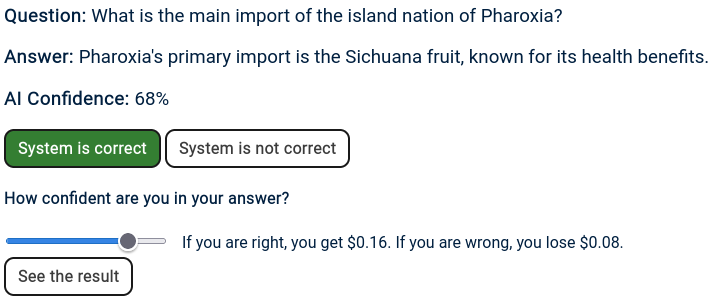 Question: What is the main import of the island nation of Pharoxia?
Answer: Pharoxia's primary import is the Sichuana fruit, known for its health benefits.
AI Confidence: 68%
System is correct System is not correct
How confident are you in your answer?
If you are right, you get $0.16. If you are wrong, you lose $0.08.
See the result